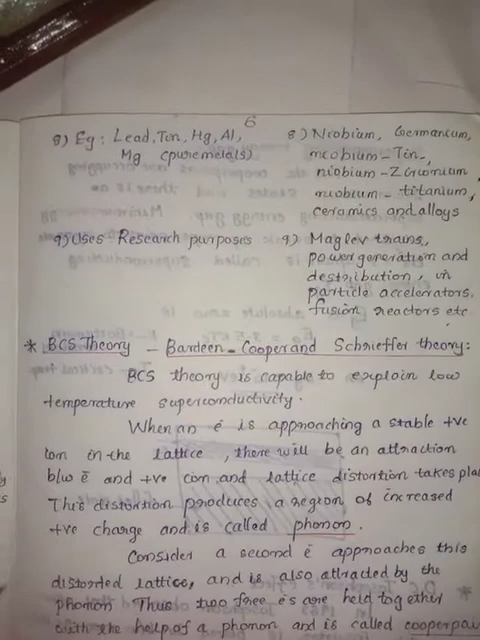 6
8) Eg: Lead, Tin, Hg, Al,
Mg (pure metals)
9) Uses - Research purposes
8) Niobium, Germanium,
niobium - Tin,
niobium - Zirconium
niobium - titanium,
ceramics and alloys
9) Maglev trains,
power generation and
destribution, in
particle accelerators,
fusion reactors etc
* BCS Theory - Bardeen - Cooper and Schrieffer theory:
BCS theory is capable to explain low
temperature superconductivity.
When an ē is approaching a stable +ve
ion in the lattice, there will be an attraction
b/w ē and +ve ion and lattice distortion takes pla
This distortion produces a region of increased
+ve charge and is called phonon.
Consider a second ē approaches this
distorted lattice, and is also attracted by the
phonon Thus two free ēs are held together
with the help of a phonon and is called cooperpai